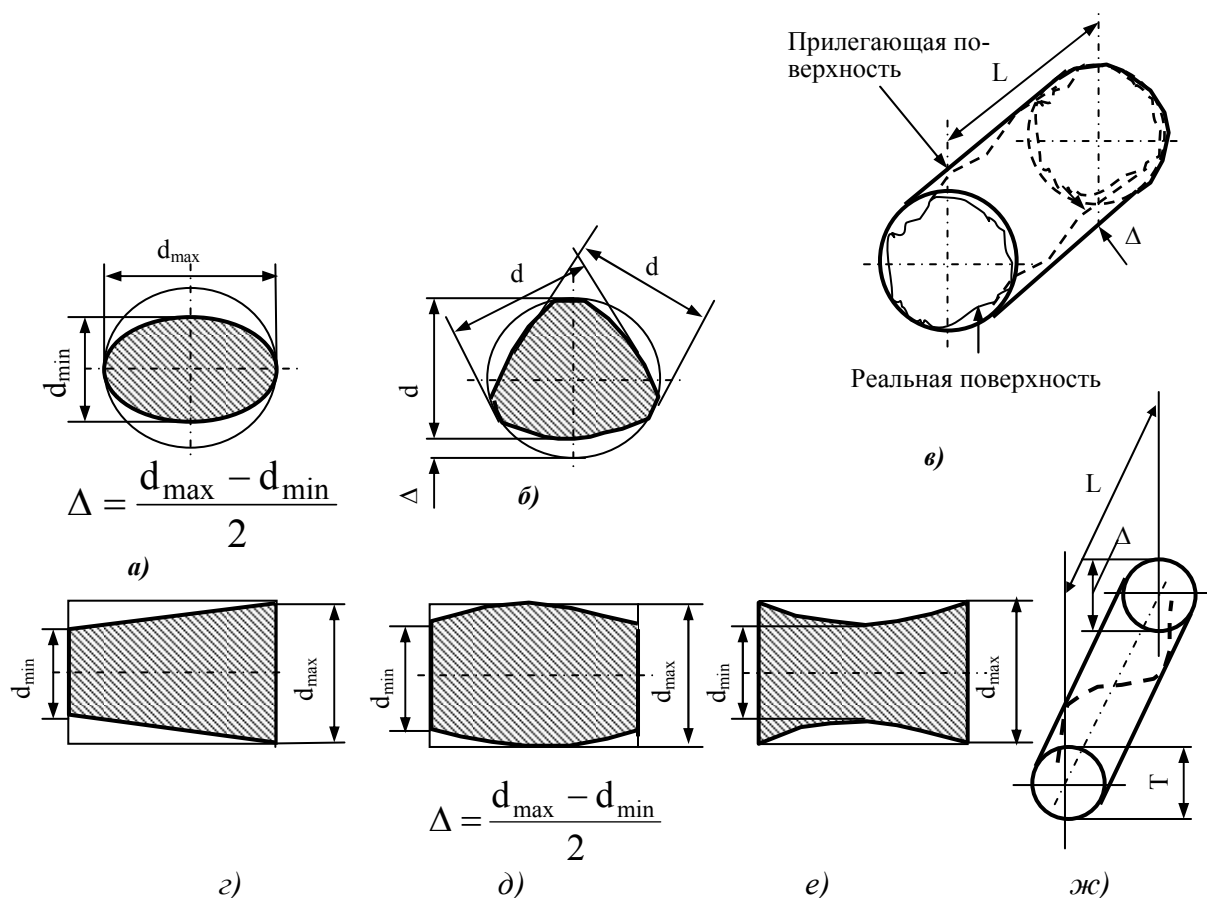 Прилегающая по-
верхность
L
Δ
Реальная поверхность
в)
d_max
d_min
Δ = (d_max − d_min) / 2
а)
d
d
d
Δ
б)
L
Δ
T
ж)
d_min
d_max
г)
d_min
d_max
Δ = (d_max − d_min) / 2
д)
d_min
d_max
е)